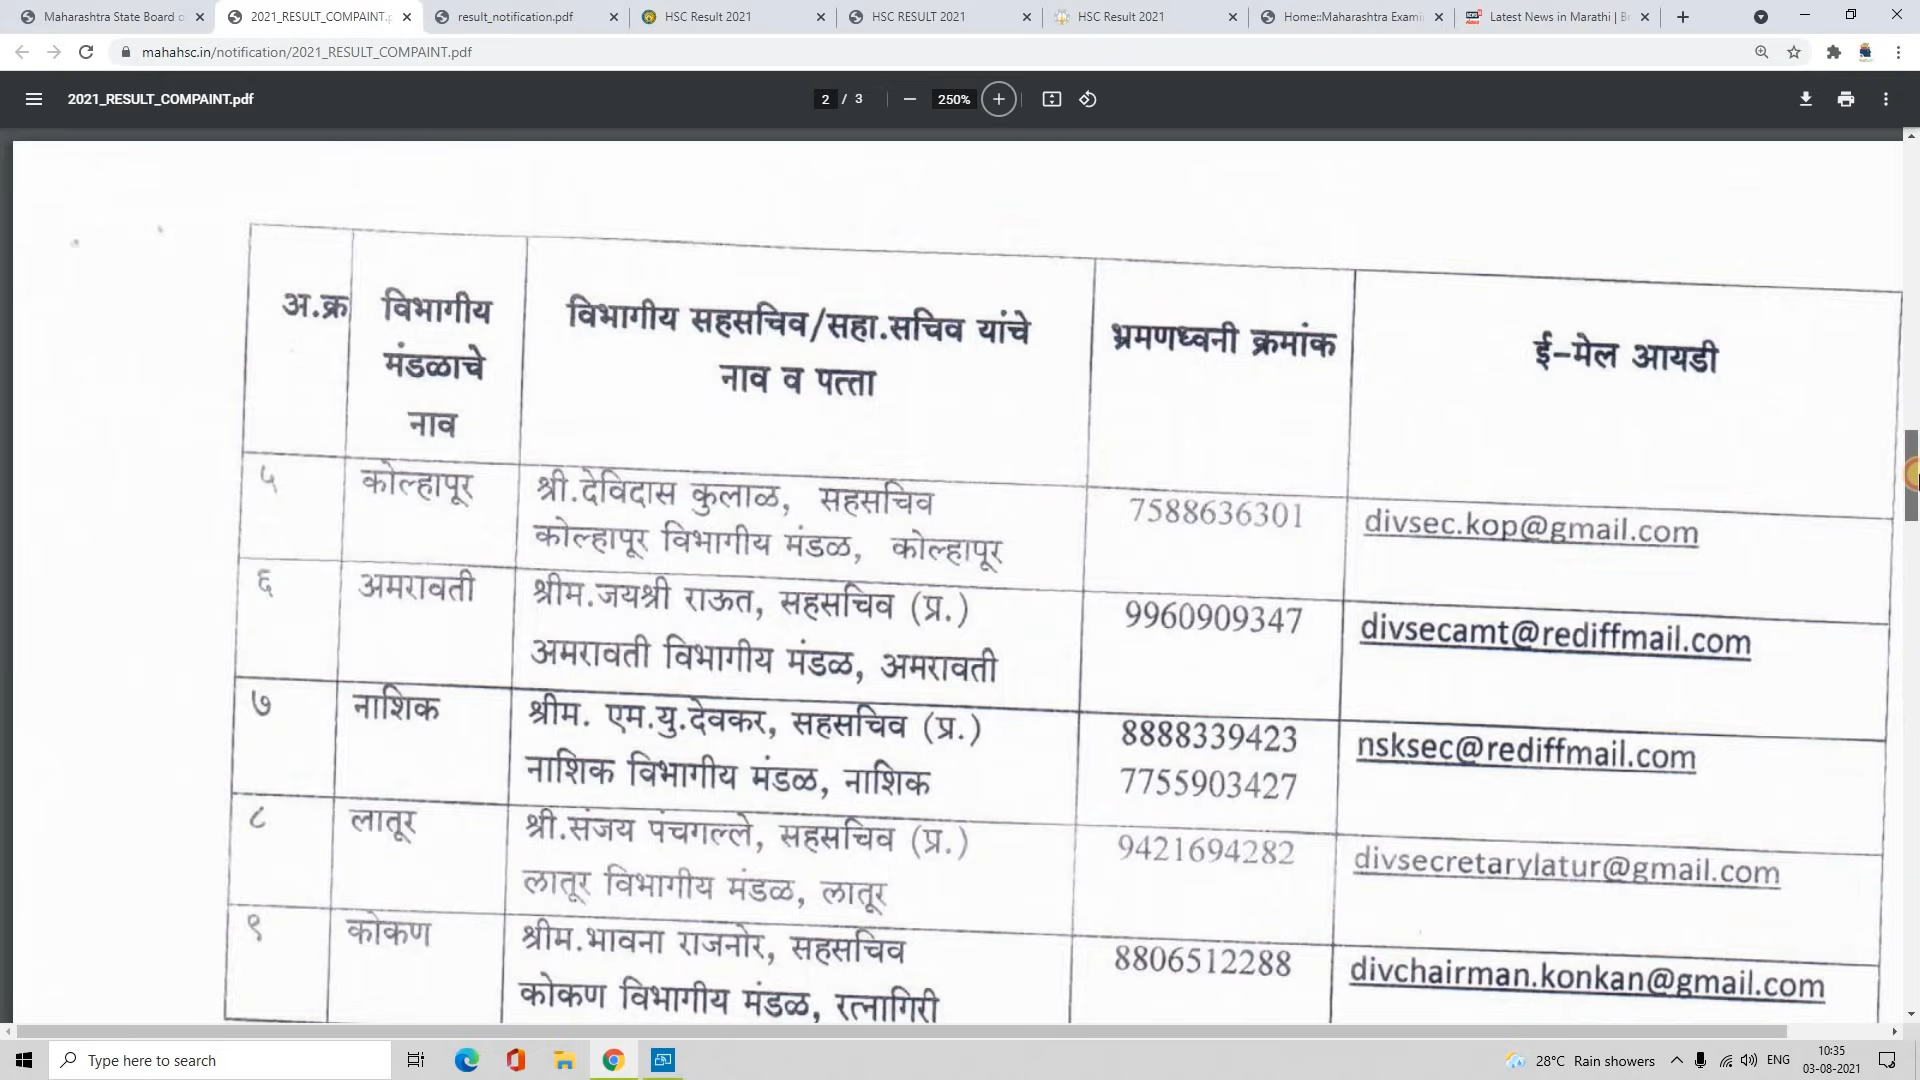 Maharashtra State Board o
2021_RESULT_COMPAINT.p
result_notification.pdf
HSC Result 2021
HSC RESULT 2021
HSC Result 2021
Home::Maharashtra Exami
Latest News in Marathi | B
mahahsc.in/notification/2021_RESULT_COMPAINT.pdf
2021_RESULT_COMPAINT.pdf
2 / 3
250%
अ.क्र
विभागीय
मंडळाचे
नाव
विभागीय सहसचिव/सहा.सचिव यांचे
नाव व पत्ता
भ्रमणध्वनी क्रमांक
ई-मेल आयडी
५
कोल्हापूर
श्री.देविदास कुलाळ, सहसचिव
कोल्हापूर विभागीय मंडळ, कोल्हापूर
7588636301
divsec.kop@gmail.com
६
अमरावती
श्रीम.जयश्री राऊत, सहसचिव (प्र.)
अमरावती विभागीय मंडळ, अमरावती
9960909347
divsecamt@rediffmail.com
७
नाशिक
श्रीम. एम.यु.देवकर, सहसचिव (प्र.)
नाशिक विभागीय मंडळ, नाशिक
8888339423
7755903427
nsksec@rediffmail.com
८
लातूर
श्री.संजय पंचगल्ले, सहसचिव (प्र.)
लातूर विभागीय मंडळ, लातूर
9421694282
divsecretarylatur@gmail.com
९
कोकण
श्रीम.भावना राजनोर, सहसचिव
कोकण विभागीय मंडळ, रत्नागिरी
8806512288
divchairman.konkan@gmail.com
Type here to search
28°C Rain showers
ENG
10:35
03-08-2021